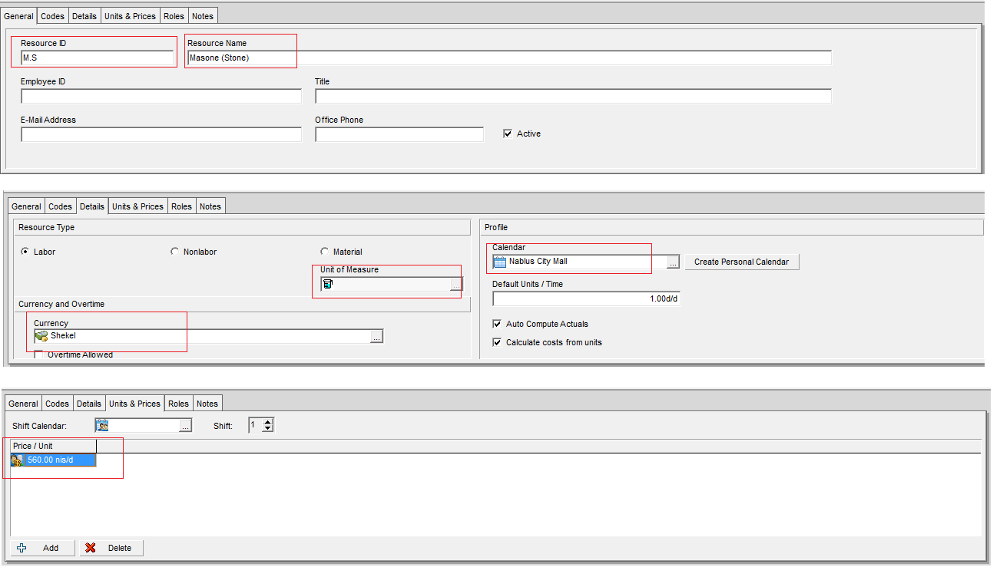 General Codes Details Units & Prices Roles Notes
Resource ID Resource Name
M.S Masone (Stone)
Employee ID Title
E-Mail Address Office Phone
Active
General Codes Details Units & Prices Roles Notes
Resource Type
Labor Nonlabor Material
Unit of Measure
...
Currency and Overtime
Currency
Shekel ...
Overtime Allowed
Profile
Calendar
Nablus City Mall ... Create Personal Calendar
Default Units / Time
1.00d/d
Auto Compute Actuals
Calculate costs from units
General Codes Details Units & Prices Roles Notes
Shift Calendar: ... Shift: 1
Price / Unit
560.00 nis/d
Add Delete